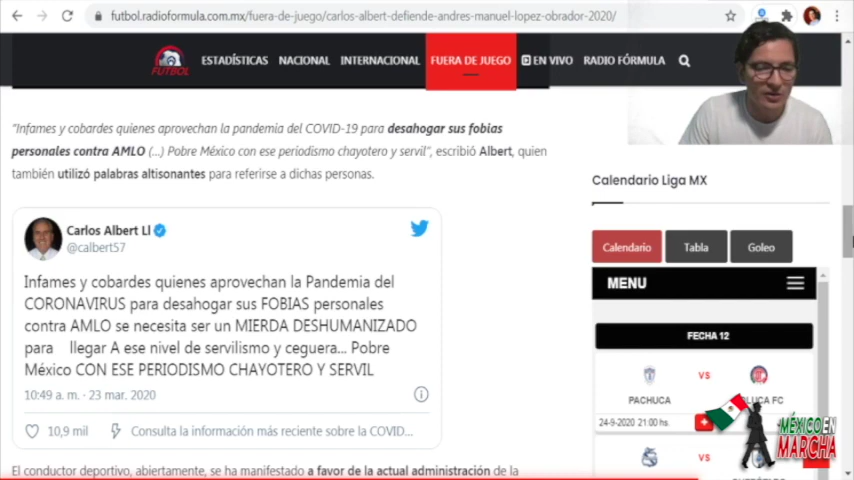 futbol.radioformula.com.mx/fuera-de-juego/carlos-albert-defiende-andres-manuel-lopez-obrador-2020/
FUTBOL
ESTADÍSTICAS NACIONAL INTERNACIONAL FUERA DE JUEGO EN VIVO RADIO FÓRMULA
"Infames y cobardes quienes aprovechan la pandemia del COVID-19 para desahogar sus fobias
personales contra AMLO (...) Pobre México con ese periodismo chayotero y servil", escribió Albert, quien
también utilizó palabras altisonantes para referirse a dichas personas.
Carlos Albert Ll
@calbert57
Infames y cobardes quienes aprovechan la Pandemia del
CORONAVIRUS para desahogar sus FOBIAS personales
contra AMLO se necesita ser un MIERDA DESHUMANIZADO
para llegar A ese nivel de servilismo y ceguera... Pobre
México CON ESE PERIODISMO CHAYOTERO Y SERVIL
10:49 a. m. · 23 mar. 2020
10,9 mil Consulta la información más reciente sobre la COVID...
El conductor deportivo, abiertamente, se ha manifestado a favor de la actual administración de la
Calendario Liga MX
Calendario Tabla Goleo
MENU
FECHA 12
VS
PACHUCA
24-9-2020 21:00 hs.
VS
MÉXICO EN
MARCHA